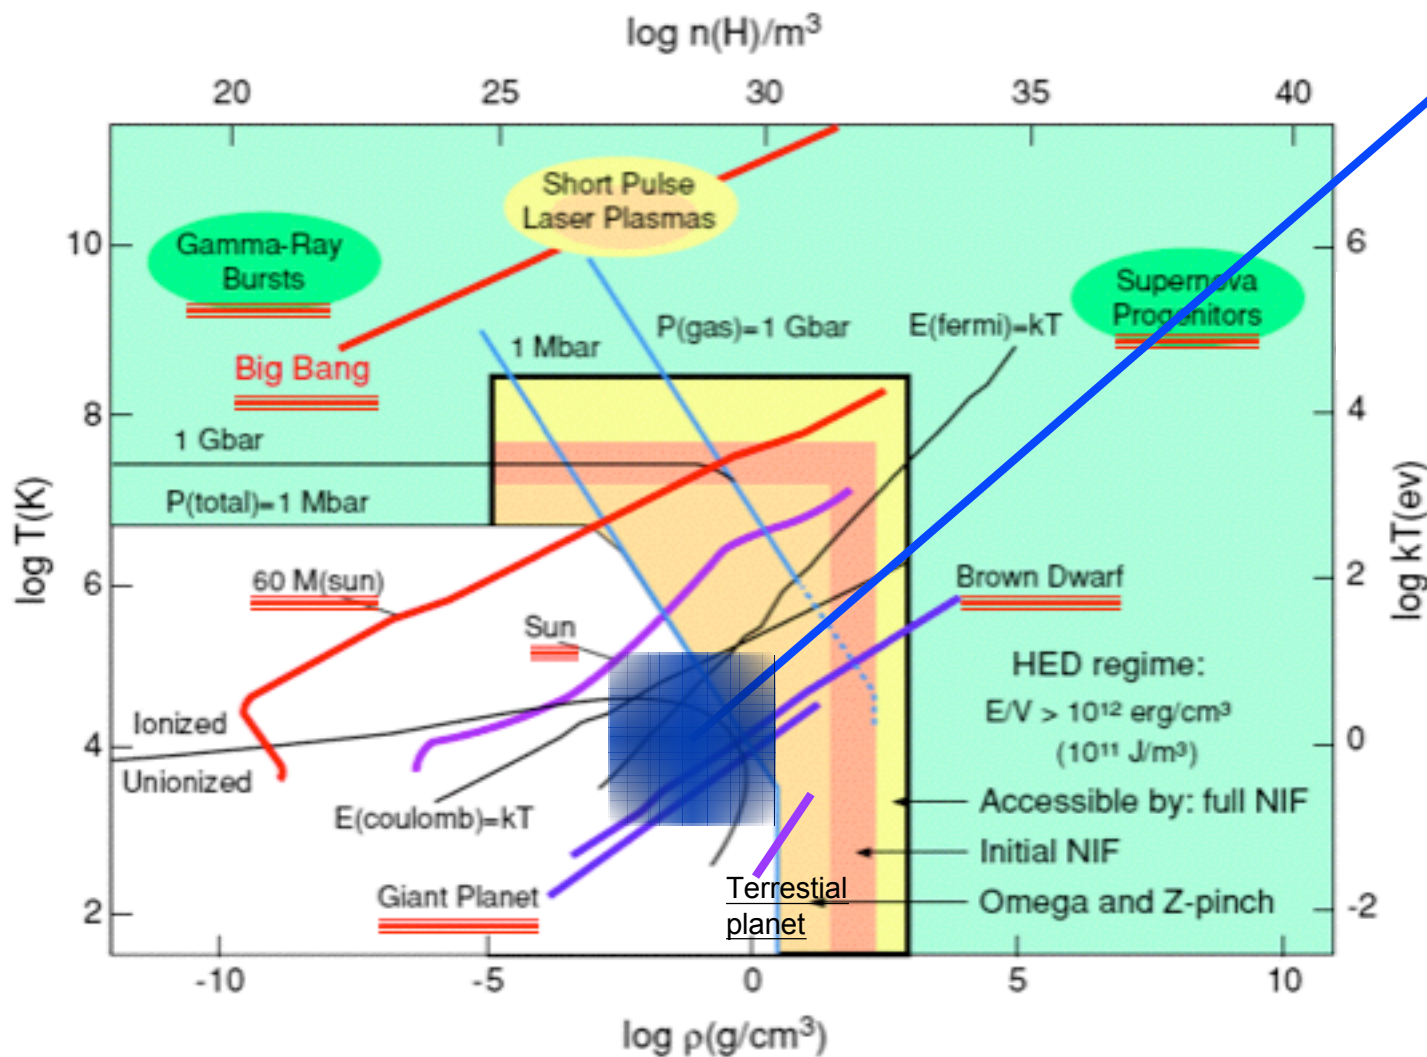 log n(H)/m³
20 25 30 35 40
Short Pulse
Laser Plasmas
Gamma-Ray
Bursts
Supernova
Progenitors
10
6
P(gas)=1 Gbar
E(fermi)=kT
1 Mbar
Big Bang
8
4
1 Gbar
P(total)=1 Mbar
log T(K)
log kT(ev)
60 M(sun)
6
2
Brown Dwarf
Sun
HED regime:
E/V > 10¹² erg/cm³
(10¹¹ J/m³)
Ionized
4
0
Unionized
E(coulomb)=kT
Accessible by: full NIF
Initial NIF
Terrestial
planet
Giant Planet
Omega and Z-pinch
2
-2
-10 -5 0 5 10
log ρ(g/cm³)